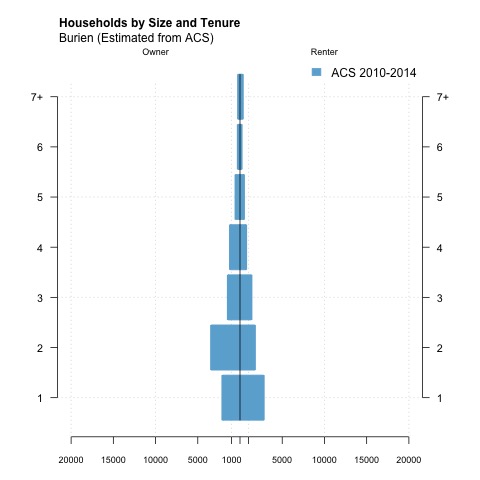 Households by Size and Tenure
Burien (Estimated from ACS)
Owner Renter
ACS 2010-2014
7+ 7+
6 6
5 5
4 4
3 3
2 2
1 1
20000 15000 10000 5000 1000 5000 10000 15000 20000